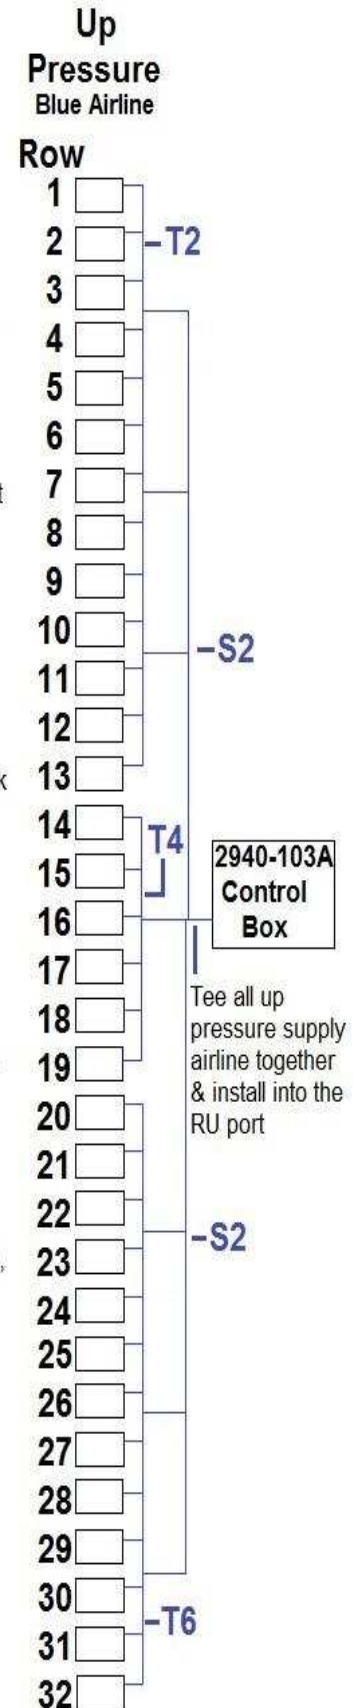 Up
Pressure
Blue Airline
Row
1
2
-T2
3
4
5
6
t
7
8
9
10
-S2
11
12
k
13
14
T4
2940-103A
15
Control
16
Box
17
Tee all up
18
pressure supply
19
airline together
& install into the
20
RU port
21
22
-S2
,
23
24
25
26
27
28
29
30
-T6
31
32